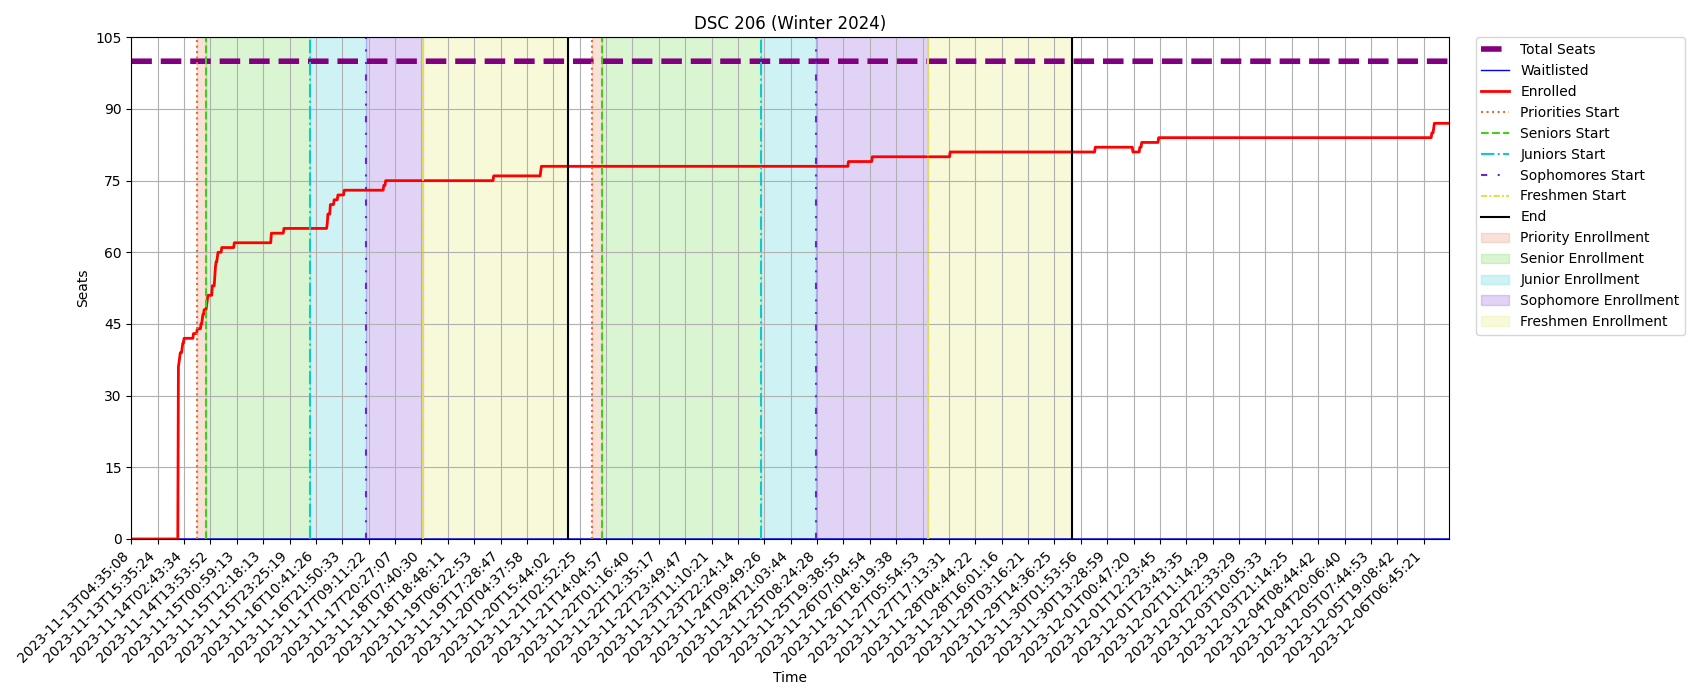 DSC 206 (Winter 2024)
105
90
75
60
45
30
15
0
Seats
2023-11-13T04:35:08
2023-11-13T15:35:24
2023-11-14T02:43:34
2023-11-14T13:53:52
2023-11-15T00:59:13
2023-11-15T12:18:13
2023-11-15T23:25:19
2023-11-16T10:41:26
2023-11-16T21:50:33
2023-11-17T09:11:22
2023-11-17T20:27:07
2023-11-18T07:40:30
2023-11-18T18:48:11
2023-11-19T06:22:53
2023-11-19T17:28:47
2023-11-20T04:37:58
2023-11-20T15:44:02
2023-11-21T02:52:25
2023-11-21T14:04:57
2023-11-22T01:16:40
2023-11-22T12:35:17
2023-11-22T23:49:47
2023-11-23T11:10:21
2023-11-23T22:24:14
2023-11-24T09:49:26
2023-11-24T21:03:44
2023-11-25T08:24:28
2023-11-25T19:38:55
2023-11-26T07:04:54
2023-11-26T18:19:38
2023-11-27T05:54:53
2023-11-27T17:13:31
2023-11-28T04:44:22
2023-11-28T16:01:16
2023-11-29T03:16:21
2023-11-29T14:36:25
2023-11-30T01:53:56
2023-11-30T13:28:59
2023-12-01T00:47:20
2023-12-01T12:23:45
2023-12-01T23:43:35
2023-12-02T11:14:29
2023-12-02T22:33:29
2023-12-03T10:05:33
2023-12-03T21:14:25
2023-12-04T08:44:42
2023-12-04T20:06:40
2023-12-05T07:44:53
2023-12-05T19:08:42
2023-12-06T06:45:21
Time
Total Seats
Waitlisted
Enrolled
Priorities Start
Seniors Start
Juniors Start
Sophomores Start
Freshmen Start
End
Priority Enrollment
Senior Enrollment
Junior Enrollment
Sophomore Enrollment
Freshmen Enrollment